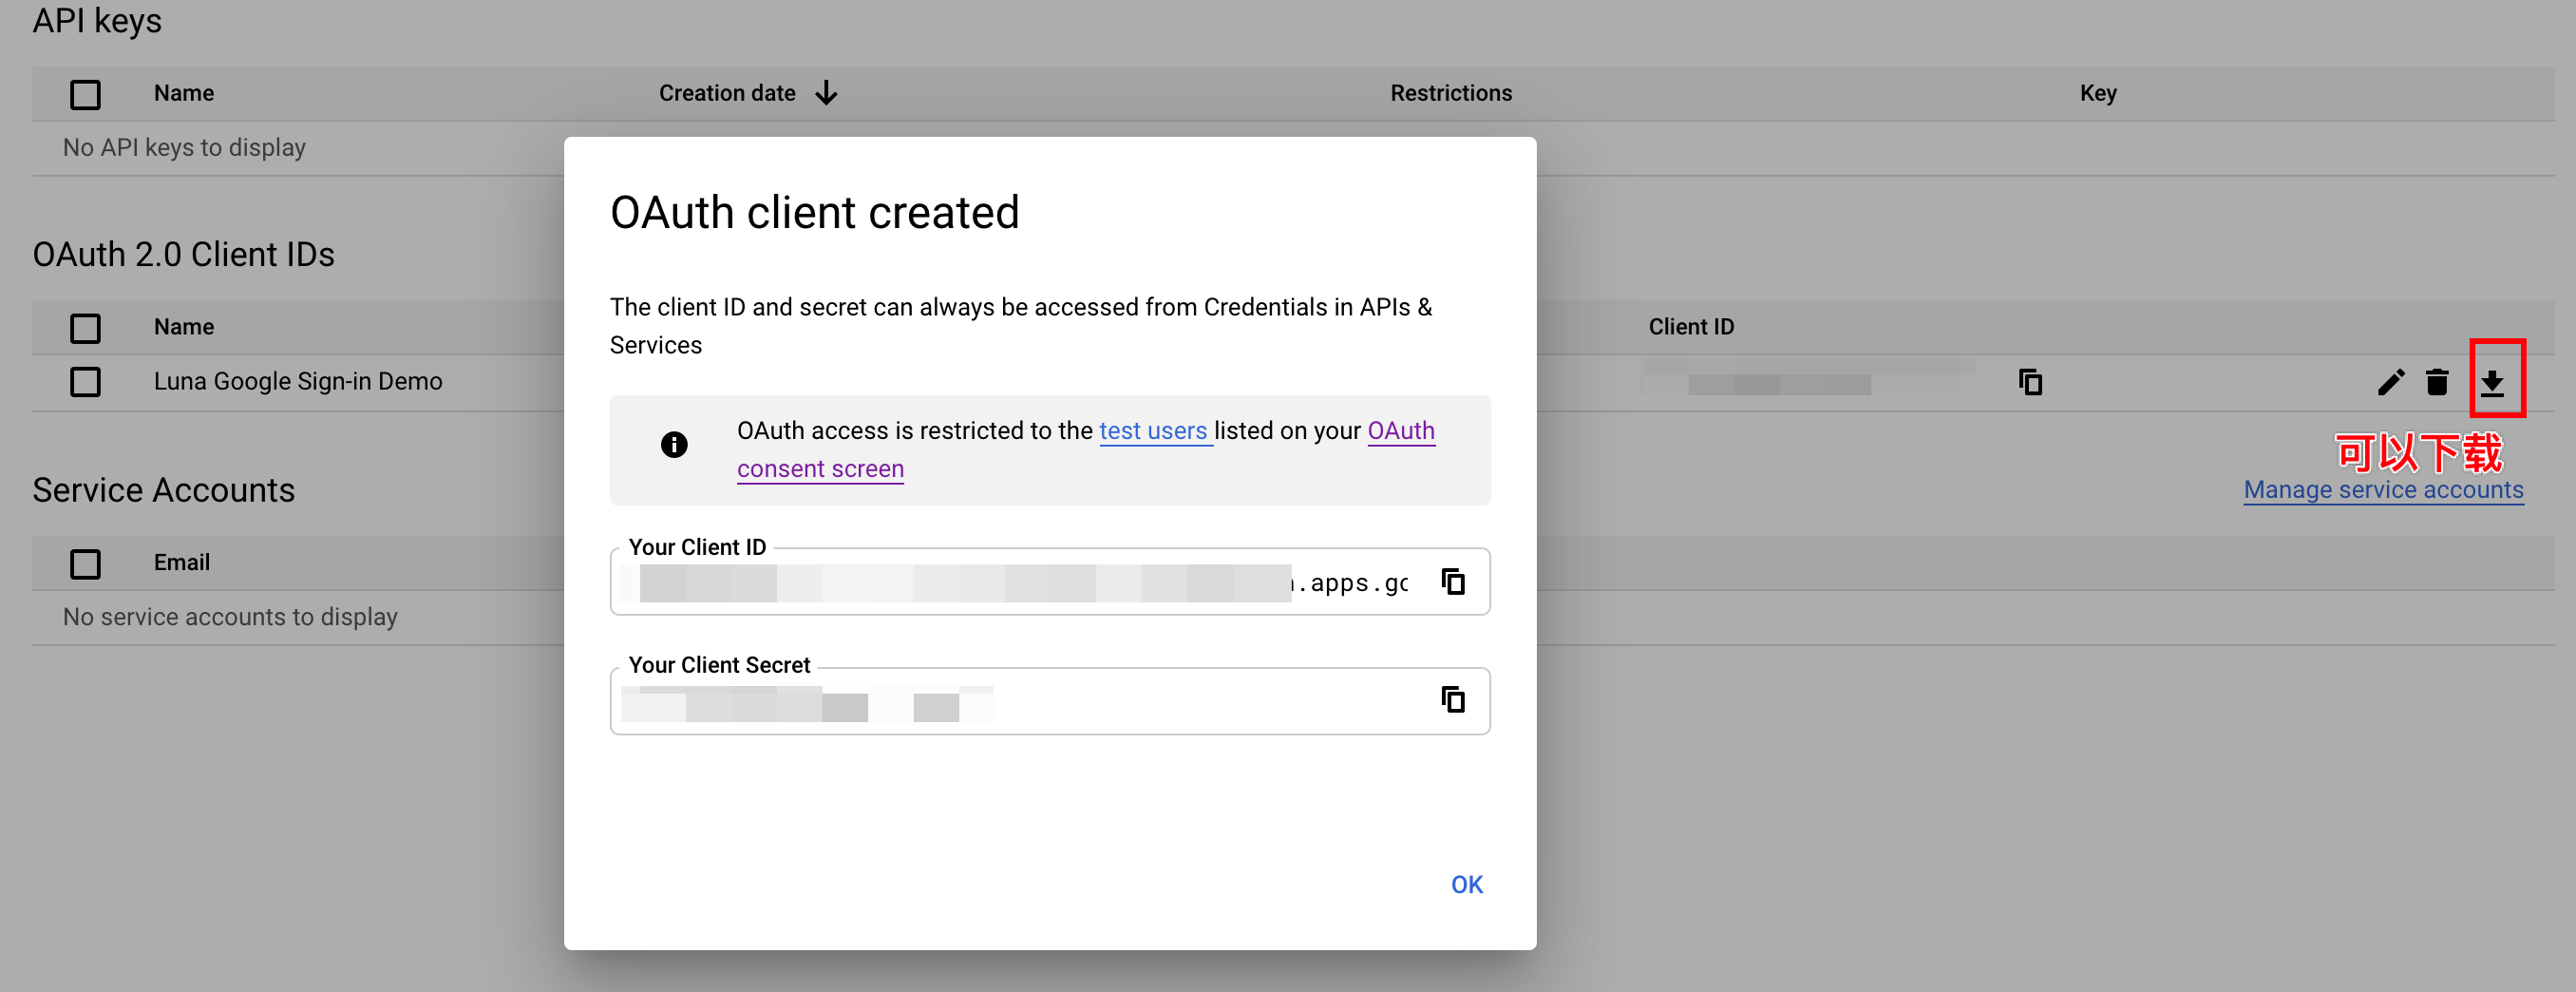 API keys
Name Creation date Restrictions Key
No API keys to display
OAuth client created
OAuth 2.0 Client IDs
The client ID and secret can always be accessed from Credentials in APIs &
Services
Name Client ID
Luna Google Sign-in Demo
OAuth access is restricted to the test users listed on your OAuth
consent screen
可以下载
Service Accounts
Manage service accounts
Your Client ID
.apps.go
Email
No service accounts to display
Your Client Secret
OK